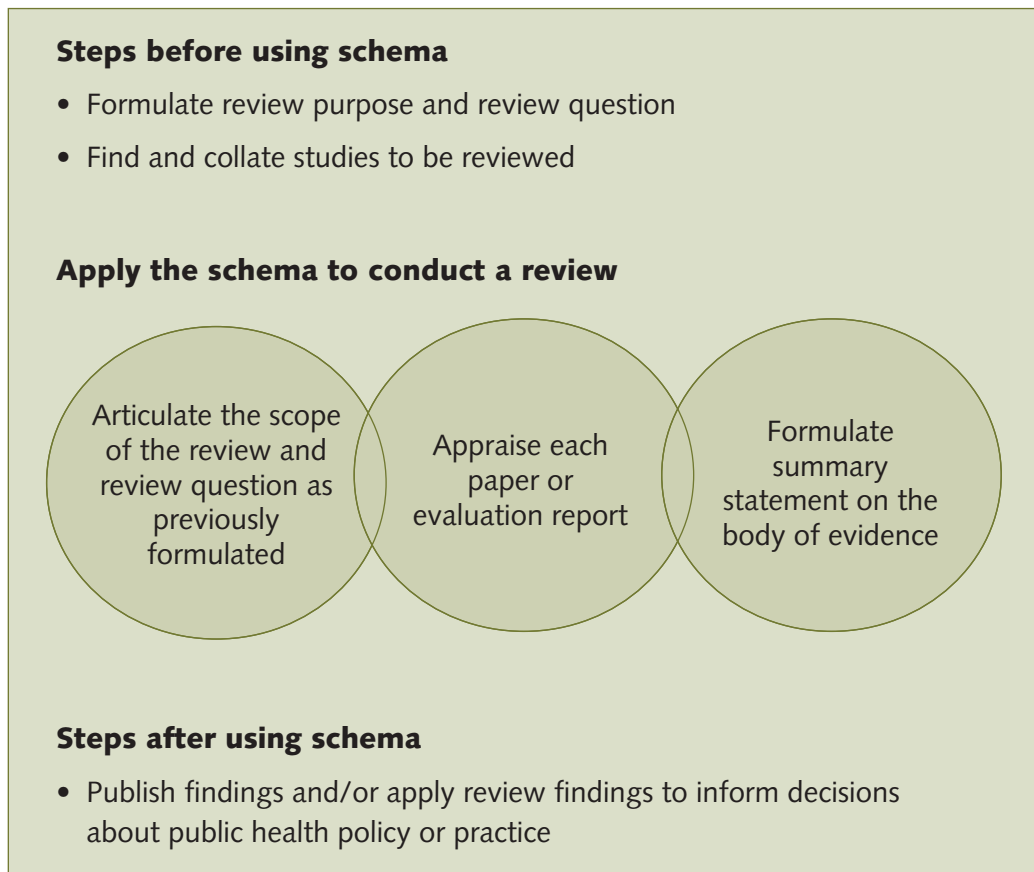 Steps before using schema
• Formulate review purpose and review question
• Find and collate studies to be reviewed
Apply the schema to conduct a review
Articulate the scope
of the review and
review question as
previously
formulated
Appraise each
paper or
evaluation report
Formulate
summary
statement on the
body of evidence
Steps after using schema
• Publish findings and/or apply review findings to inform decisions
about public health policy or practice